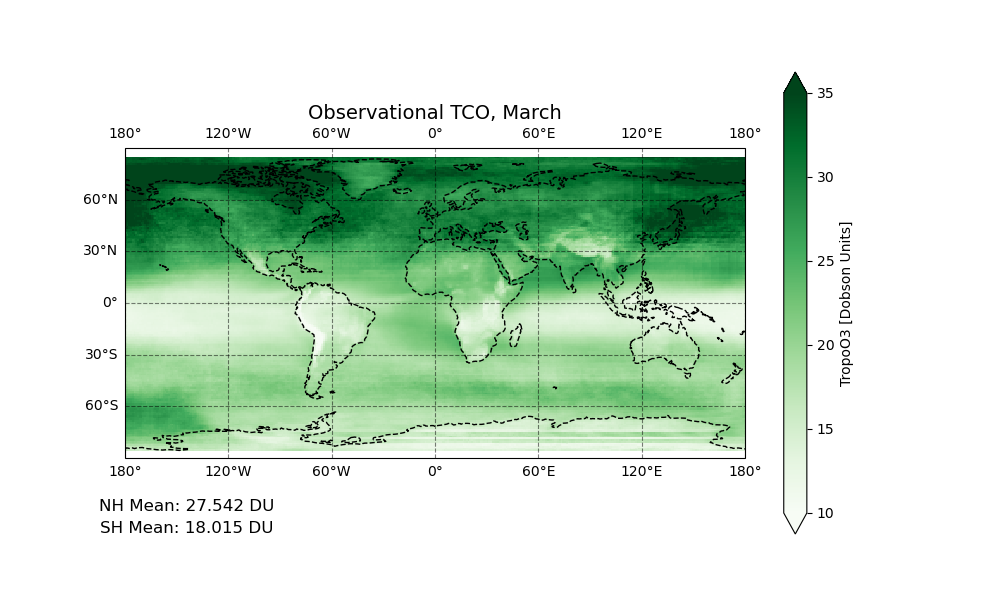 Observational TCO, March
180° 120°W 60°W 0° 60°E 120°E 180°
60°N
30°N
0°
30°S
60°S
180° 120°W 60°W 0° 60°E 120°E 180°
35
30
25
20
15
10
TropoO3 [Dobson Units]
NH Mean: 27.542 DU
SH Mean: 18.015 DU